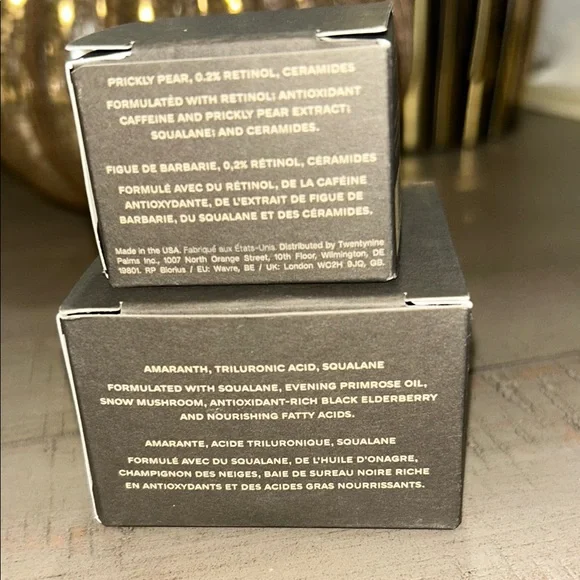 PRICKLY PEAR, 0.2% RETINOL, CERAMIDES
FORMULATED WITH RETINOL; ANTIOXIDANT
CAFFEINE AND PRICKLY PEAR EXTRACT;
SQUALANE; AND CERAMIDES.
FIGUE DE BARBARIE, 0,2% RÉTINOL, CÉRAMIDES
FORMULÉ AVEC DU RÉTINOL, DE LA CAFÉINE
ANTIOXYDANTE, DE L'EXTRAIT DE FIGUE DE
BARBARIE, DU SQUALANE ET DES CÉRAMIDES.
Made in the USA. Fabriqué aux États-Unis. Distributed by Twentynine
Palms Inc., 1007 North Orange Street, 10th Floor, Wilmington, DE
19801. RP Biorius / EU: Wavre, BE / UK: London WC2H 9JQ, GB.
AMARANTH, TRILURONIC ACID, SQUALANE
FORMULATED WITH SQUALANE, EVENING PRIMROSE OIL,
SNOW MUSHROOM, ANTIOXIDANT-RICH BLACK ELDERBERRY
AND NOURISHING FATTY ACIDS.
AMARANTE, ACIDE TRILURONIQUE, SQUALANE
FORMULÉ AVEC DU SQUALANE, DE L'HUILE D'ONAGRE,
CHAMPIGNON DES NEIGES, BAIE DE SUREAU NOIRE RICHE
EN ANTIOXYDANTS ET DES ACIDES GRAS NOURRISSANTS.